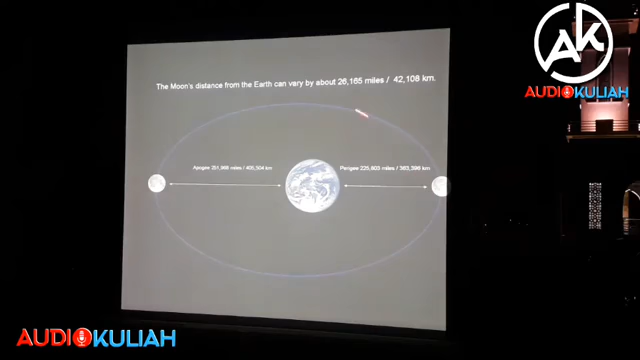 AK
AUDIOKULIAH
The Moon's distance from the Earth can vary by about 26,165 miles / 42,108 km.
Apogee 251,968 miles / 405,504 km
Perigee 225,803 miles / 363,396 km
AUDIOKULIAH